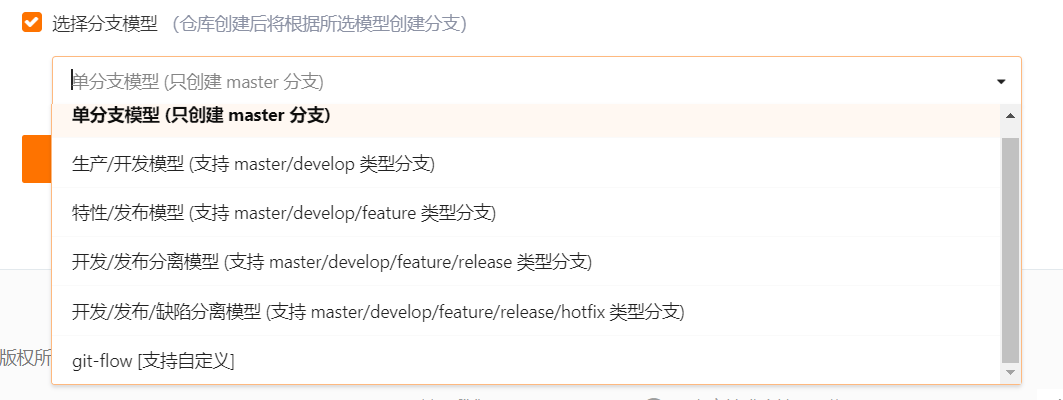 选择分支模型 （仓库创建后将根据所选模型创建分支）
单分支模型 (只创建 master 分支)
单分支模型 (只创建 master 分支)
生产/开发模型 (支持 master/develop 类型分支)
特性/发布模型 (支持 master/develop/feature 类型分支)
开发/发布分离模型 (支持 master/develop/feature/release 类型分支)
开发/发布/缺陷分离模型 (支持 master/develop/feature/release/hotfix 类型分支)
版权所
git-flow [支持自定义]